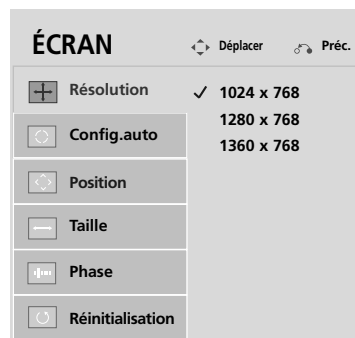 ÉCRAN Déplacer Préc.
Résolution
1024 x 768
1280 x 768
1360 x 768
Config.auto
Position
Taille
Phase
Réinitialisation